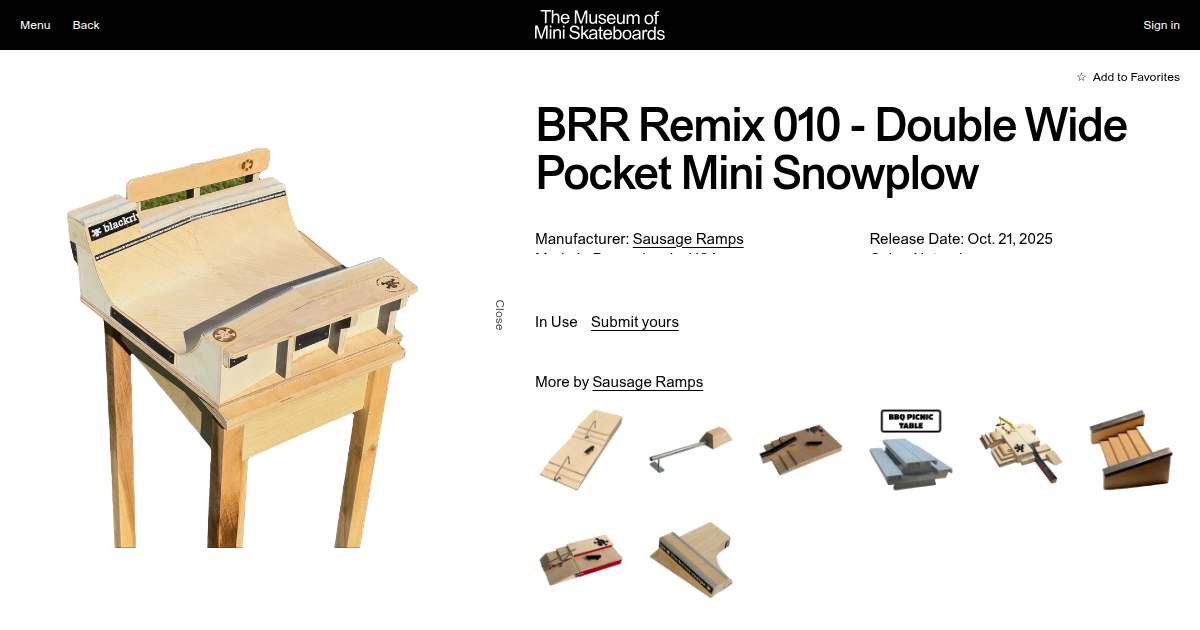 Menu
Back
The Museum of
Mini Skateboards
Sign in
☆ Add to Favorites
BRR Remix 010 - Double Wide
Pocket Mini Snowplow
Manufacturer: Sausage Ramps
Release Date: Oct. 21, 2025
Close
In Use
Submit yours
More by Sausage Ramps
BBQ PICNIC
TABLE